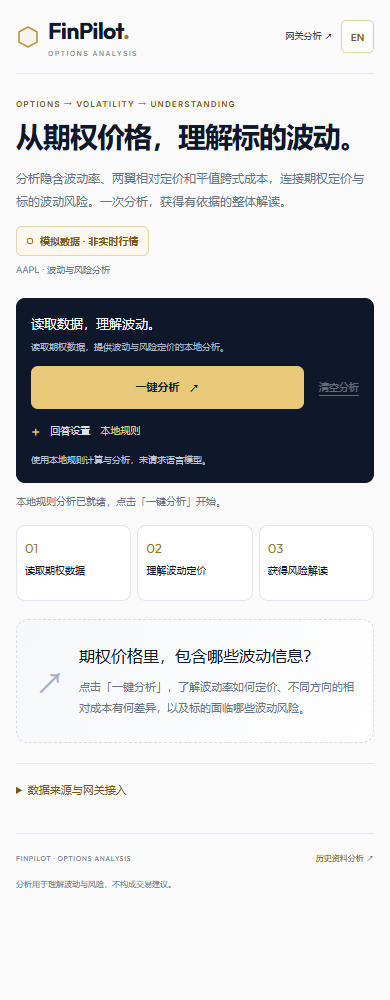 FinPilot.
OPTIONS ANALYSIS
网关分析 ↗
EN
OPTIONS → VOLATILITY → UNDERSTANDING
从期权价格，理解标的波动。
分析隐含波动率、两翼相对定价和平值跨式成本，连接期权定价与
标的波动风险。一次分析，获得有依据的整体解读。
模拟数据 · 非实时行情
AAPL · 波动与风险分析
读取数据，理解波动。
读取期权数据，提供波动与风险定价的本地分析。
一键分析 ↗
清空分析
+ 回答设置 本地规则
使用本地规则计算与分析，未请求语言模型。
本地规则分析已就绪，点击「一键分析」开始。
01
读取期权数据
02
理解波动定价
03
获得风险解读
↗
期权价格里，包含哪些波动信息？
点击「一键分析」，了解波动率如何定价、不同方向的相
对成本有何差异，以及标的面临哪些波动风险。
▶ 数据来源与网关接入
FINPILOT · OPTIONS ANALYSIS
历史资料分析 ↗
分析用于理解波动与风险，不构成交易建议。